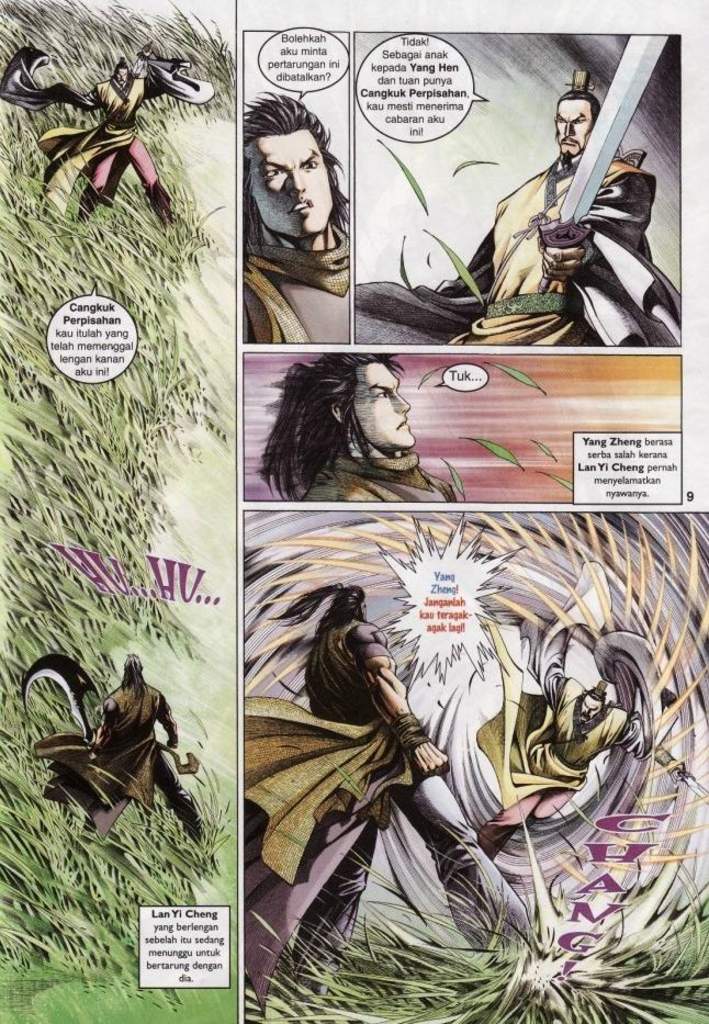 Cangkuk
Perpisahan
kau itulah yang
telah memenggal
lengan kanan
aku ini!
HU...HU...
Lan Yi Cheng
yang berlengan
sebelah itu sedang
menunggu untuk
bertarung dengan
dia.
Bolehkah
aku minta
pertarungan ini
dibatalkan?
Tidak!
Sebagai anak
kepada Yang Hen
dan tuan punya
Cangkuk Perpisahan,
kau mesti menerima
cabaran aku
ini!
Tuk...
Yang Zheng berasa
serba salah kerana
Lan Yi Cheng pernah
menyelamatkan
nyawanya.
9
Yang
Zheng!
Janganlah
kau teragak-
agak lagi!
CHANG!